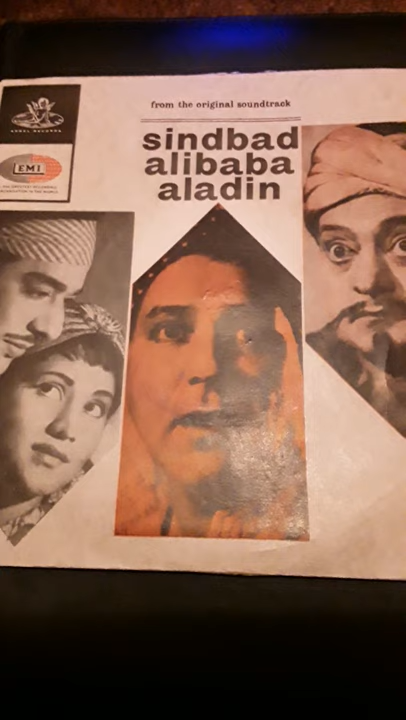 from the original soundtrack
sindbad
alibaba
aladin
ANGEL RECORDS
EMI